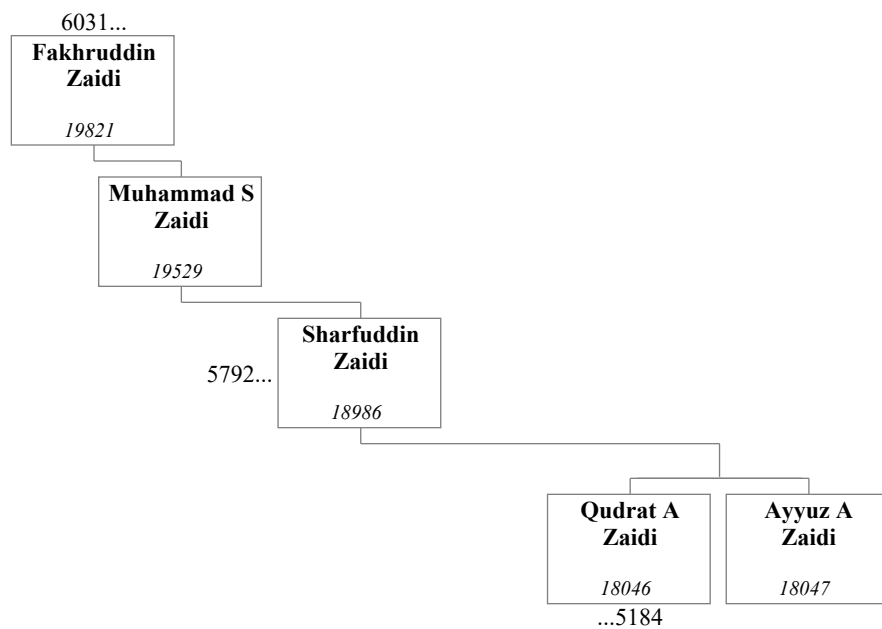 6031...
Fakhruddin
Zaidi
19821
Muhammad S
Zaidi
19529
Sharfuddin
Zaidi
5792...
18986
Qudrat A
Zaidi
18046
...5184
Ayyuz A
Zaidi
18047